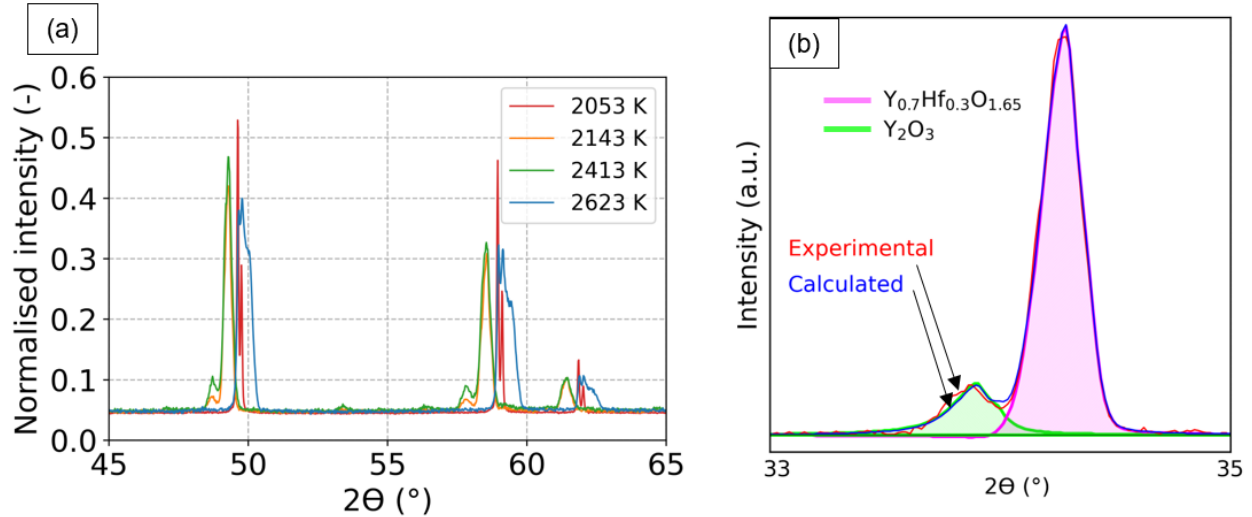 (a)
Normalised intensity (-)
0.6
0.5
0.4
0.3
0.2
0.1
0.0
45 50 55 60 65
2Θ (°)
2053 K
2143 K
2413 K
2623 K
(b)
Intensity (a.u.)
Y₀.₇Hf₀.₃O₁.₆₅
Y₂O₃
Experimental
Calculated
33 35
2Θ (°)